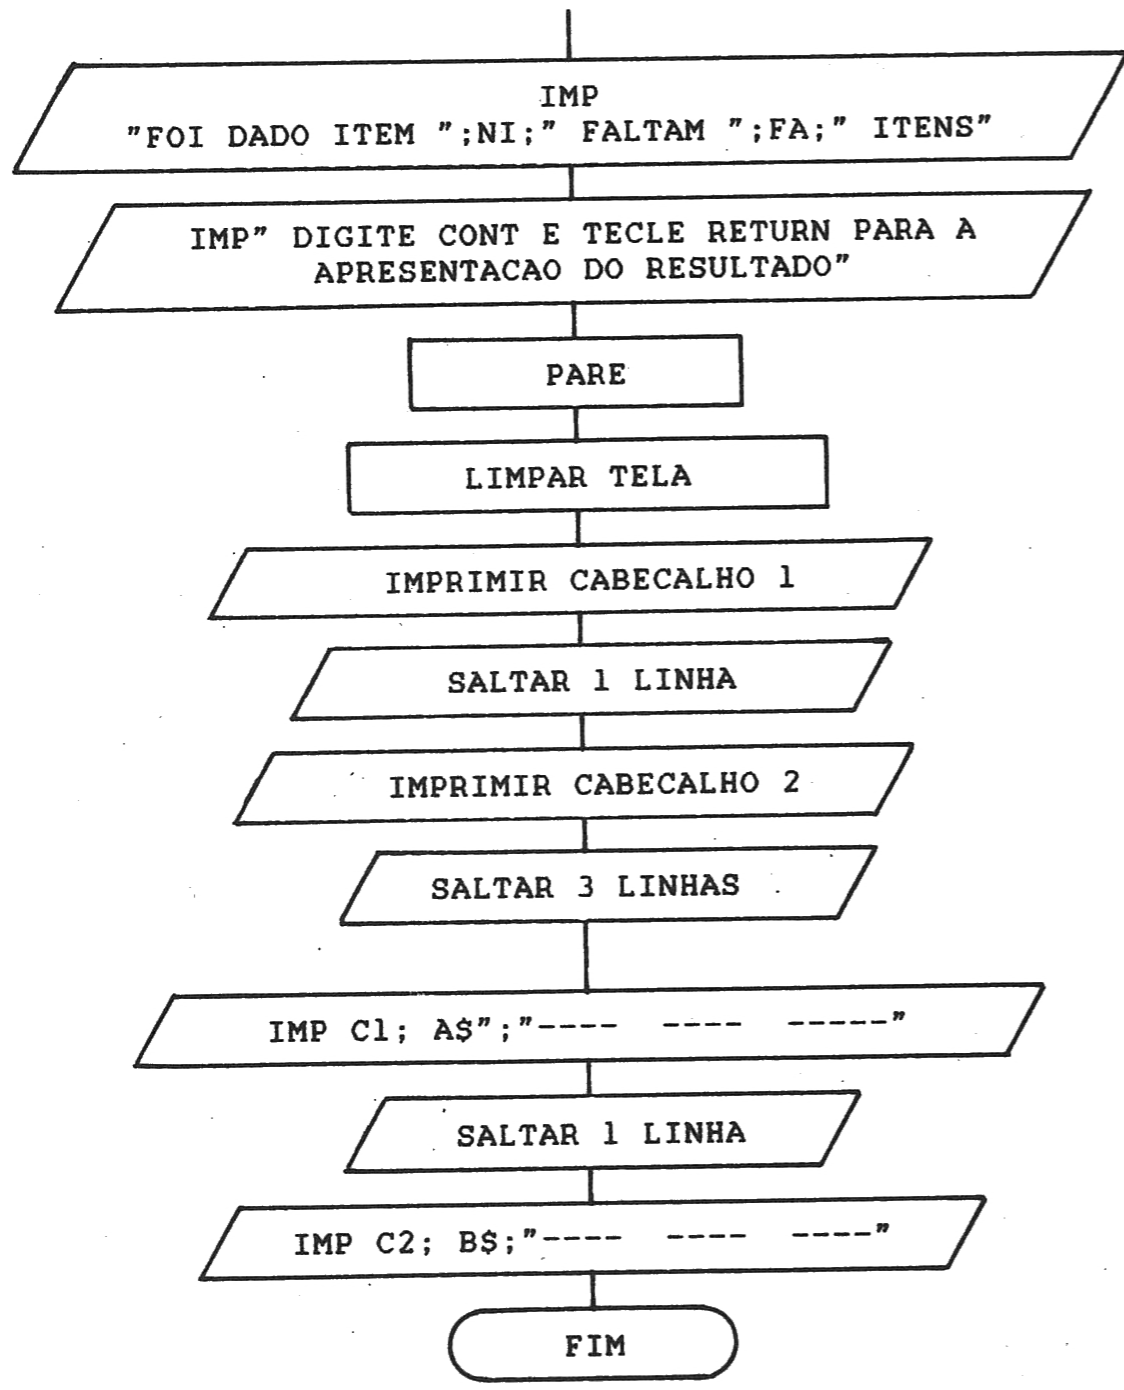 IMP
"FOI DADO ITEM ";NI;" FALTAM ";FA;" ITENS"
IMP" DIGITE CONT E TECLE RETURN PARA A
APRESENTACAO DO RESULTADO"
PARE
LIMPAR TELA
IMPRIMIR CABECALHO 1
SALTAR 1 LINHA
IMPRIMIR CABECALHO 2
SALTAR 3 LINHAS
IMP C1; A$";"---- ---- -----"
SALTAR 1 LINHA
IMP C2; B$;"---- ---- ----"
FIM